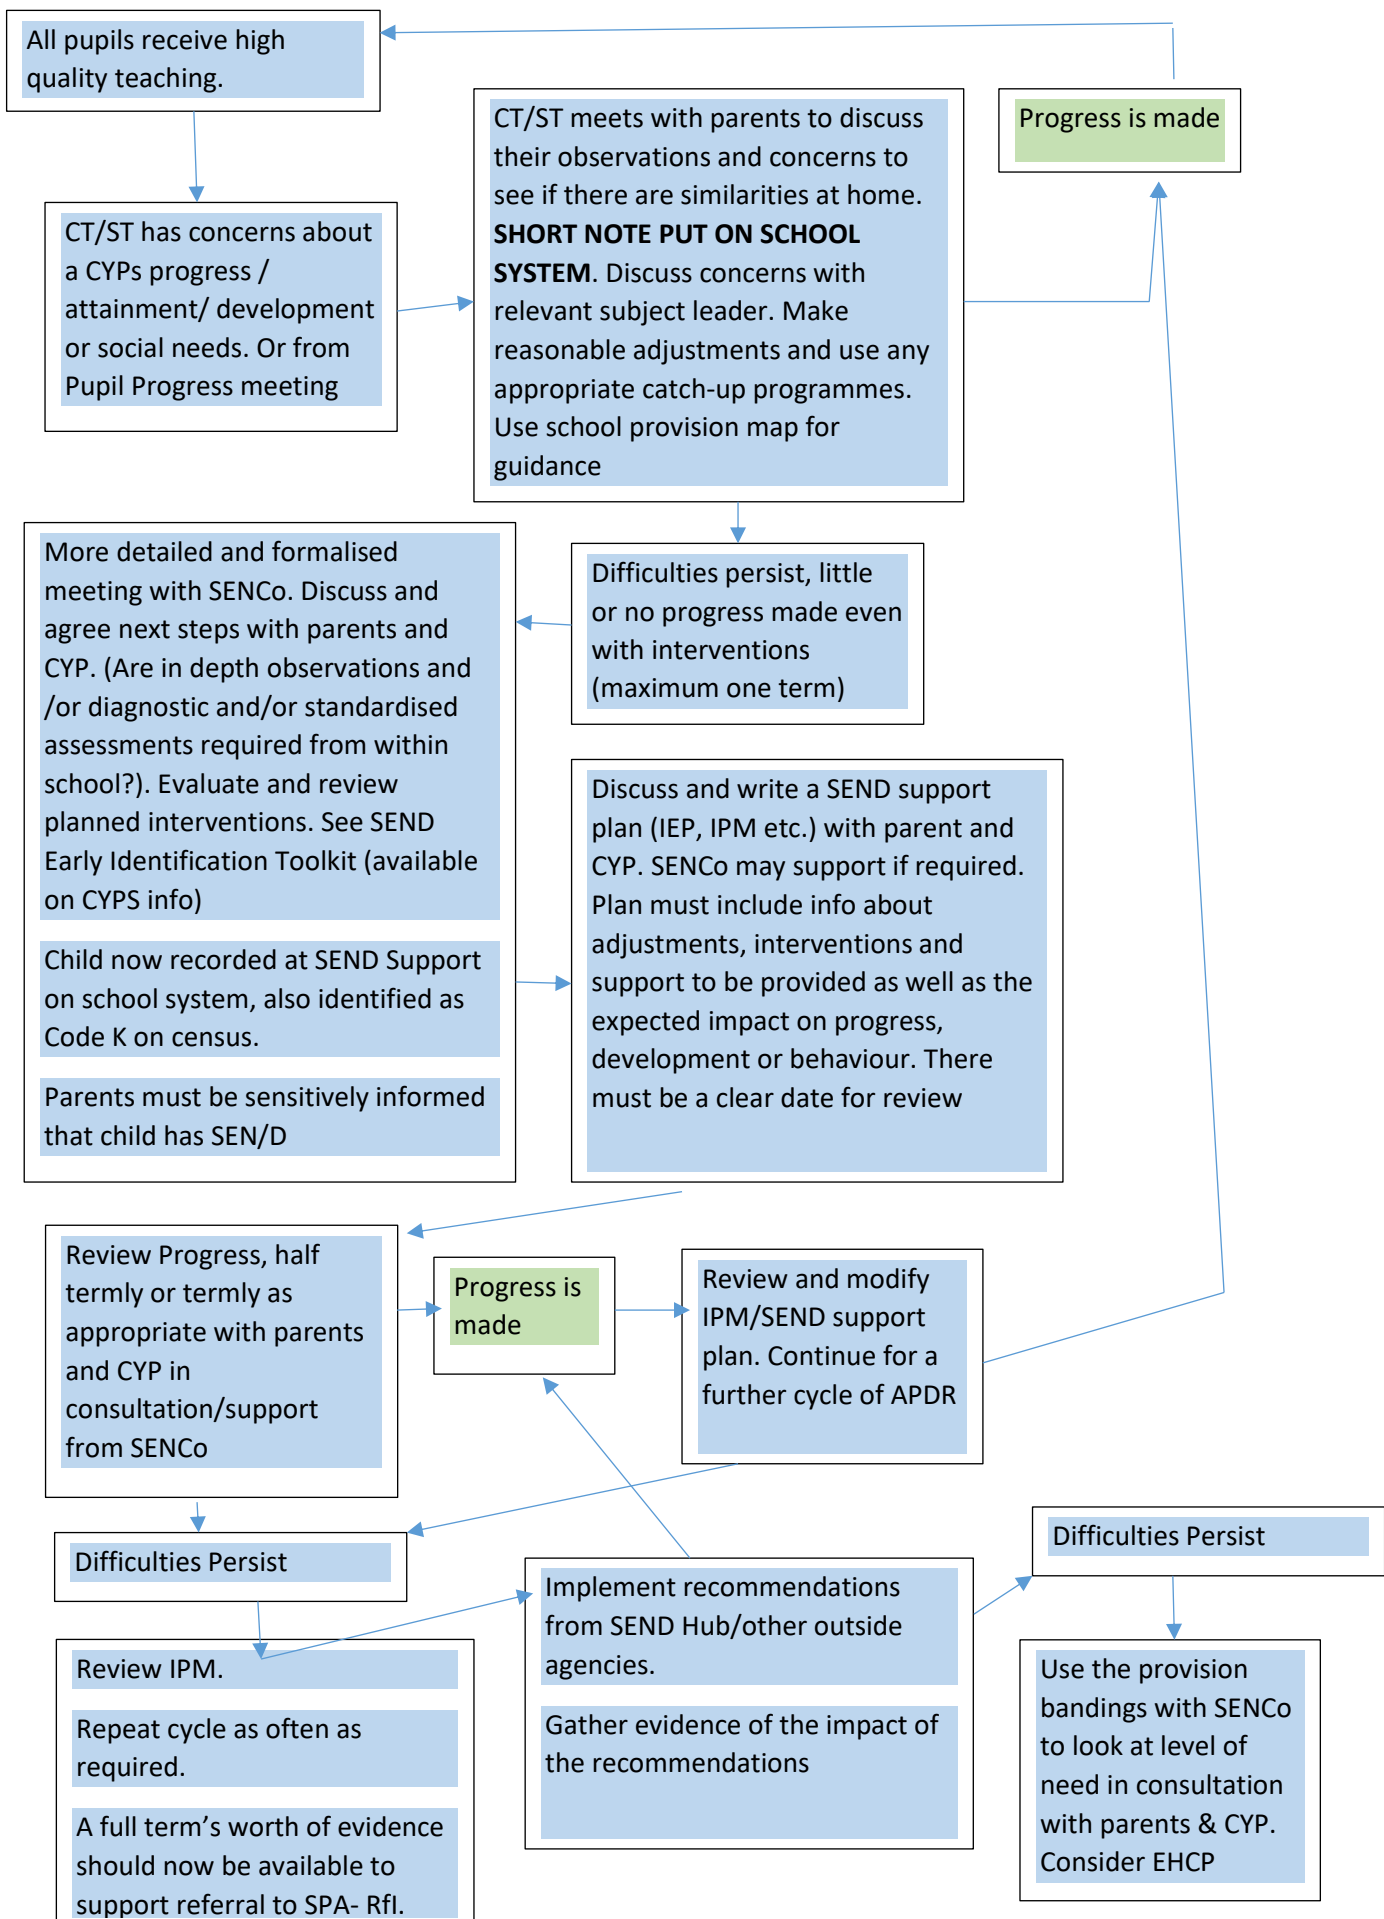 All pupils receive high
quality teaching.
Progress is made
CT/ST meets with parents to discuss
their observations and concerns to
see if there are similarities at home.
SHORT NOTE PUT ON SCHOOL
SYSTEM. Discuss concerns with
relevant subject leader. Make
reasonable adjustments and use any
appropriate catch-up programmes.
Use school provision map for
guidance
CT/ST has concerns about
a CYPs progress /
attainment/ development
or social needs. Or from
Pupil Progress meeting
More detailed and formalised
meeting with SENCo. Discuss and
agree next steps with parents and
CYP. (Are in depth observations and
/or diagnostic and/or standardised
assessments required from within
school?). Evaluate and review
planned interventions. See SEND
Early Identification Toolkit (available
on CYPS info)
Child now recorded at SEND Support
on school system, also identified as
Code K on census.
Parents must be sensitively informed
that child has SEN/D
Difficulties persist, little
or no progress made even
with interventions
(maximum one term)
Discuss and write a SEND support
plan (IEP, IPM etc.) with parent and
CYP. SENCo may support if required.
Plan must include info about
adjustments, interventions and
support to be provided as well as the
expected impact on progress,
development or behaviour. There
must be a clear date for review
Review Progress, half
termly or termly as
appropriate with parents
and CYP in
consultation/support
from SENCo
Progress is
made
Review and modify
IPM/SEND support
plan. Continue for a
further cycle of APDR
Difficulties Persist
Difficulties Persist
Implement recommendations
from SEND Hub/other outside
agencies.
Gather evidence of the impact of
the recommendations
Review IPM.
Repeat cycle as often as
required.
A full term’s worth of evidence
should now be available to
support referral to SPA- RfI.
Use the provision
bandings with SENCo
to look at level of
need in consultation
with parents & CYP.
Consider EHCP